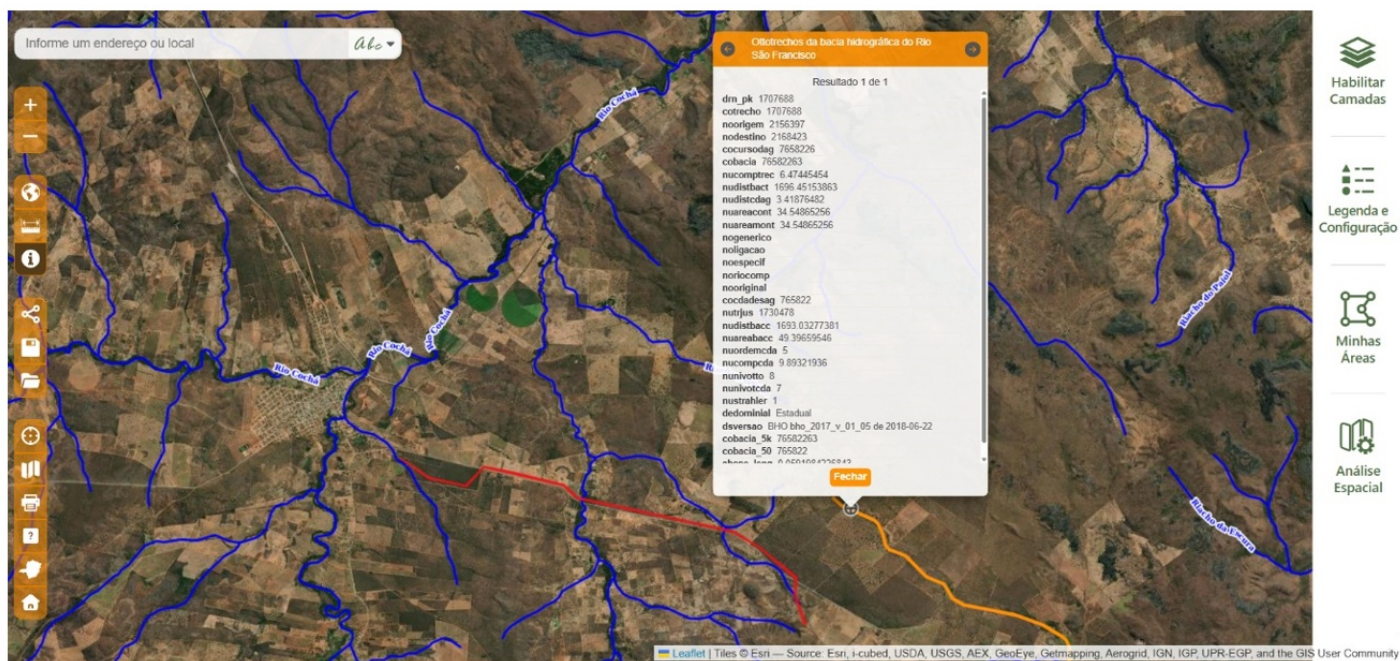 Informe um endereço ou local
Abc
Ottotrechos da bacia hidrográfica do Rio
São Francisco
Resultado 1 de 1
drn_pk 1707688
cotrecho 1707688
noorigem 2156397
nodestino 2168423
cocursodag 7658226
cobacia 76582263
nucomptrec 6.47445454
nudistbact 1696.45153863
nudistcdag 3.41876482
nuareacont 34.54865256
nuareamont 34.54865256
nogenerico
noligacao
noespecif
noriocomp
nooriginal
cocdadesag 765822
nutrjus 1730478
nudistbacc 1693.03277381
nuareabacc 49.39659546
nuordemcda 5
nucompcda 9.89321936
nunivotto 8
nunivotcda 7
nustrahler 1
dedominial Estadual
dsversao BHO bho_2017_v_01_05 de 2018-06-22
cobacia_5k 76582263
cobacia_50 765822
Fechar
Rio Cochá
Rio Cochá
Rio Cochá
Rio Cochá
Riacho da Escura
Habilitar
Camadas
Legenda e
Configuração
Minhas
Áreas
Análise
Espacial
Leaflet | Tiles © Esri — Source: Esri, i-cubed, USDA, USGS, AEX, GeoEye, Getmapping, Aerogrid, IGN, IGP, UPR-EGP, and the GIS User Community